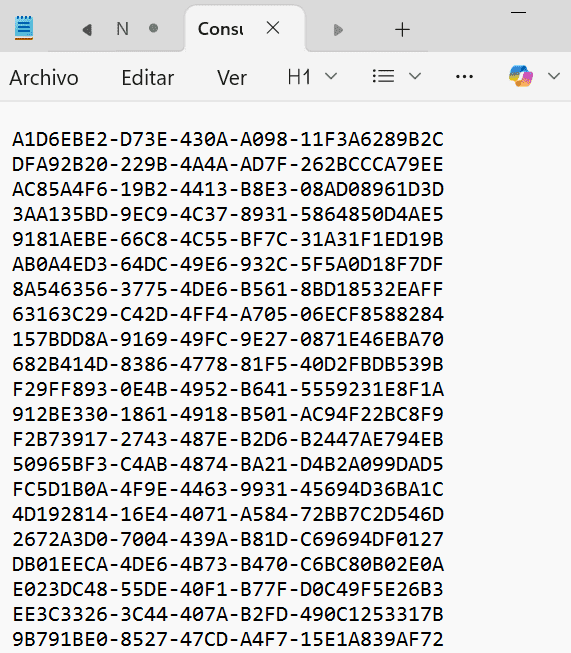 N Consu
Archivo Editar Ver H1
A1D6EBE2-D73E-430A-A098-11F3A6289B2C
DFA92B20-229B-4A4A-AD7F-262BCCCA79EE
AC85A4F6-19B2-4413-B8E3-08AD08961D3D
3AA135BD-9EC9-4C37-8931-5864850D4AE5
9181AEBE-66C8-4C55-BF7C-31A31F1ED19B
AB0A4ED3-64DC-49E6-932C-5F5A0D18F7DF
8A546356-3775-4DE6-B561-8BD18532EAFF
63163C29-C42D-4FF4-A705-06ECF8588284
157BDD8A-9169-49FC-9E27-0871E46EBA70
682B414D-8386-4778-81F5-40D2FBDB539B
F29FF893-0E4B-4952-B641-5559231E8F1A
912BE330-1861-4918-B501-AC94F22BC8F9
F2B73917-2743-487E-B2D6-B2447AE794EB
50965BF3-C4AB-4874-BA21-D4B2A099DAD5
FC5D1B0A-4F9E-4463-9931-45694D36BA1C
4D192814-16E4-4071-A584-72BB7C2D546D
2672A3D0-7004-439A-B81D-C69694DF0127
DB01EECA-4DE6-4B73-B470-C6BC80B02E0A
E023DC48-55DE-40F1-B77F-D0C49F5E26B3
EE3C3326-3C44-407A-B2FD-490C1253317B
9B791BE0-8527-47CD-A4F7-15E1A839AF72